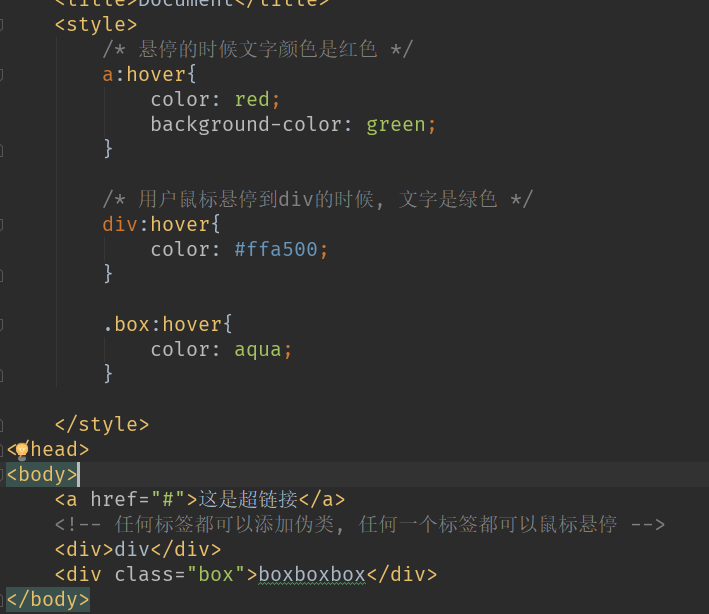 <title>Document</title>
<style>
/* 悬停的时候文字颜色是红色 */
a:hover{
color: red;
background-color: green;
}
/* 用户鼠标悬停到div的时候, 文字是绿色 */
div:hover{
color: #ffa500;
}
.box:hover{
color: aqua;
}
</style>
</head>
<body>
<a href="#">这是超链接</a>
<!-- 任何标签都可以添加伪类, 任何一个标签都可以鼠标悬停 -->
<div>div</div>
<div class="box">boxboxbox</div>
</body>